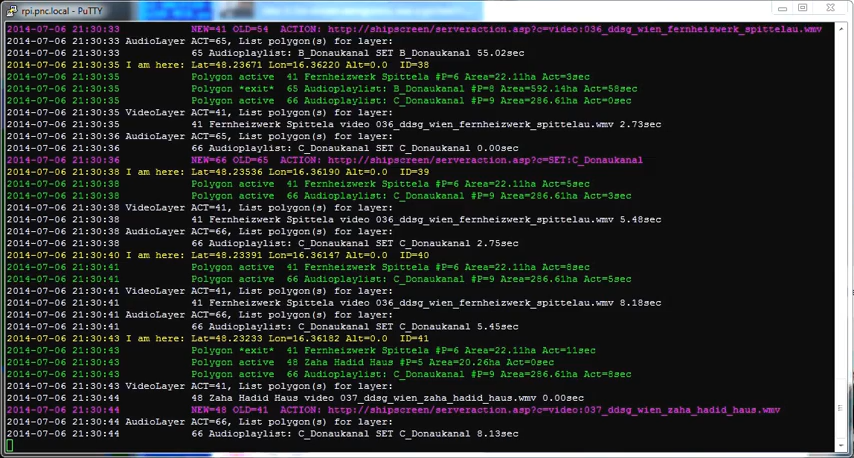 rpi.pnc.local - PuTTY
2014-07-06 21:30:33 NEW=41 OLD=54 ACTION: http://shipscreen/serveraction.asp?c=video:036_ddsg_wien_fernheizwerk_spittelau.wmv
2014-07-06 21:30:33 AudioLayer ACT=65, List polygon(s) for layer:
2014-07-06 21:30:33 65 Audioplaylist: B_Donaukanal SET B_Donaukanal 55.02sec
2014-07-06 21:30:35 I am here: Lat=48.23671 Lon=16.36220 Alt=0.0 ID=38
2014-07-06 21:30:35 Polygon active 41 Fernheizwerk Spittela #P=6 Area=22.11ha Act=3sec
2014-07-06 21:30:35 Polygon *exit* 65 Audioplaylist: B_Donaukanal #P=8 Area=592.14ha Act=58sec
2014-07-06 21:30:35 Polygon active 66 Audioplaylist: C_Donaukanal #P=9 Area=286.61ha Act=0sec
2014-07-06 21:30:35 VideoLayer ACT=41, List polygon(s) for layer:
2014-07-06 21:30:35 41 Fernheizwerk Spittela video 036_ddsg_wien_fernheizwerk_spittelau.wmv 2.73sec
2014-07-06 21:30:35 AudioLayer ACT=65, List polygon(s) for layer:
2014-07-06 21:30:36 66 Audioplaylist: C_Donaukanal SET C_Donaukanal 0.00sec
2014-07-06 21:30:36 NEW=66 OLD=65 ACTION: http://shipscreen/serveraction.asp?c=SET:C_Donaukanal
2014-07-06 21:30:38 I am here: Lat=48.23536 Lon=16.36190 Alt=0.0 ID=39
2014-07-06 21:30:38 Polygon active 41 Fernheizwerk Spittela #P=6 Area=22.11ha Act=5sec
2014-07-06 21:30:38 Polygon active 66 Audioplaylist: C_Donaukanal #P=9 Area=286.61ha Act=3sec
2014-07-06 21:30:38 VideoLayer ACT=41, List polygon(s) for layer:
2014-07-06 21:30:38 41 Fernheizwerk Spittela video 036_ddsg_wien_fernheizwerk_spittelau.wmv 5.48sec
2014-07-06 21:30:38 AudioLayer ACT=66, List polygon(s) for layer:
2014-07-06 21:30:38 66 Audioplaylist: C_Donaukanal SET C_Donaukanal 2.75sec
2014-07-06 21:30:40 I am here: Lat=48.23391 Lon=16.36147 Alt=0.0 ID=40
2014-07-06 21:30:41 Polygon active 41 Fernheizwerk Spittela #P=6 Area=22.11ha Act=8sec
2014-07-06 21:30:41 Polygon active 66 Audioplaylist: C_Donaukanal #P=9 Area=286.61ha Act=5sec
2014-07-06 21:30:41 VideoLayer ACT=41, List polygon(s) for layer:
2014-07-06 21:30:41 41 Fernheizwerk Spittela video 036_ddsg_wien_fernheizwerk_spittelau.wmv 8.18sec
2014-07-06 21:30:41 AudioLayer ACT=66, List polygon(s) for layer:
2014-07-06 21:30:41 66 Audioplaylist: C_Donaukanal SET C_Donaukanal 5.45sec
2014-07-06 21:30:43 I am here: Lat=48.23233 Lon=16.36182 Alt=0.0 ID=41
2014-07-06 21:30:43 Polygon *exit* 41 Fernheizwerk Spittela #P=6 Area=22.11ha Act=11sec
2014-07-06 21:30:43 Polygon active 48 Zaha Hadid Haus #P=5 Area=20.26ha Act=0sec
2014-07-06 21:30:43 Polygon active 66 Audioplaylist: C_Donaukanal #P=9 Area=286.61ha Act=8sec
2014-07-06 21:30:43 VideoLayer ACT=41, List polygon(s) for layer:
2014-07-06 21:30:44 48 Zaha Hadid Haus video 037_ddsg_wien_zaha_hadid_haus.wmv 0.00sec
2014-07-06 21:30:44 NEW=48 OLD=41 ACTION: http://shipscreen/serveraction.asp?c=video:037_ddsg_wien_zaha_hadid_haus.wmv
2014-07-06 21:30:44 AudioLayer ACT=66, List polygon(s) for layer:
2014-07-06 21:30:44 66 Audioplaylist: C_Donaukanal SET C_Donaukanal 8.13sec